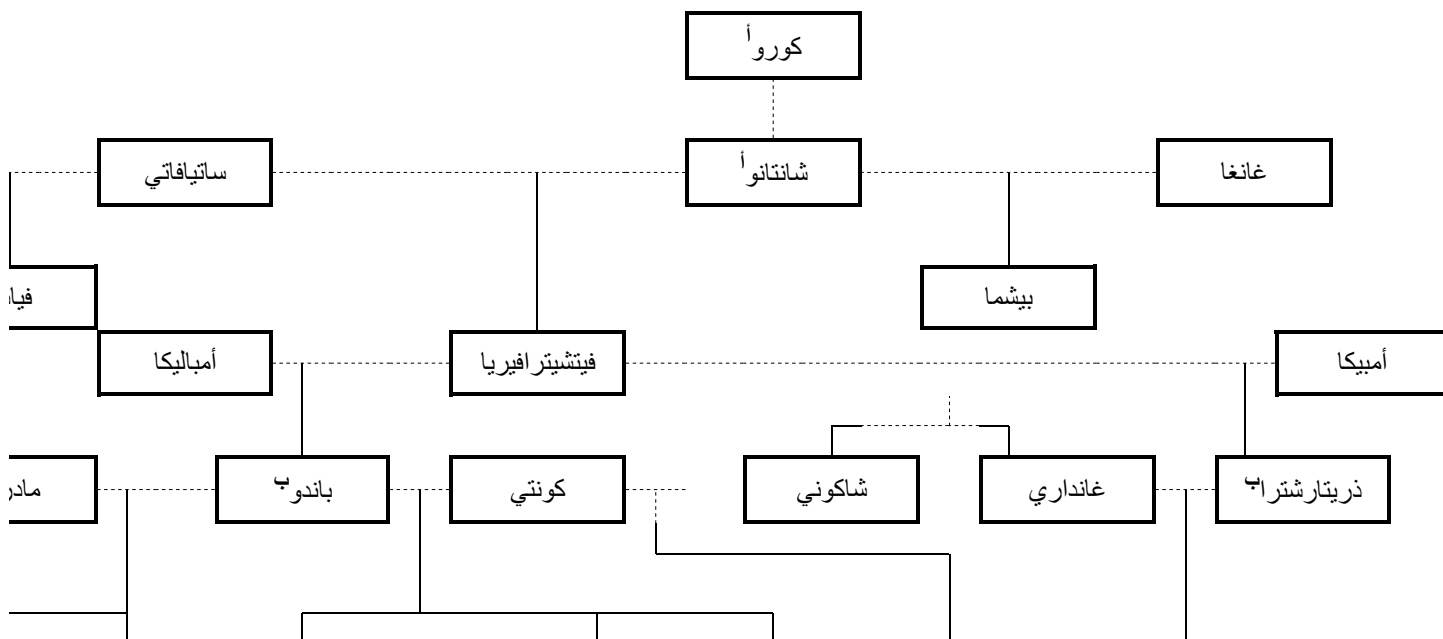 كوروأ
غانغا
شانتانوأ
ساتيافاتي
بيشما
أمبيكا
فيتشيترافيريا
أمباليكا
ذريتارشتراب
غانداري
شاكوني
كونتي
باندوب